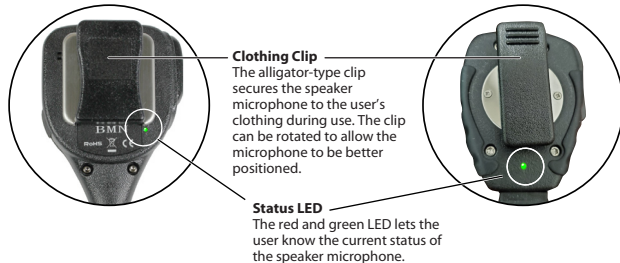 Clothing Clip
The alligator-type clip
secures the speaker
microphone to the user's
clothing during use. The clip
can be rotated to allow the
microphone to be better
positioned.
BMN
RoHS CE
Status LED
The red and green LED lets the
user know the current status of
the speaker microphone.